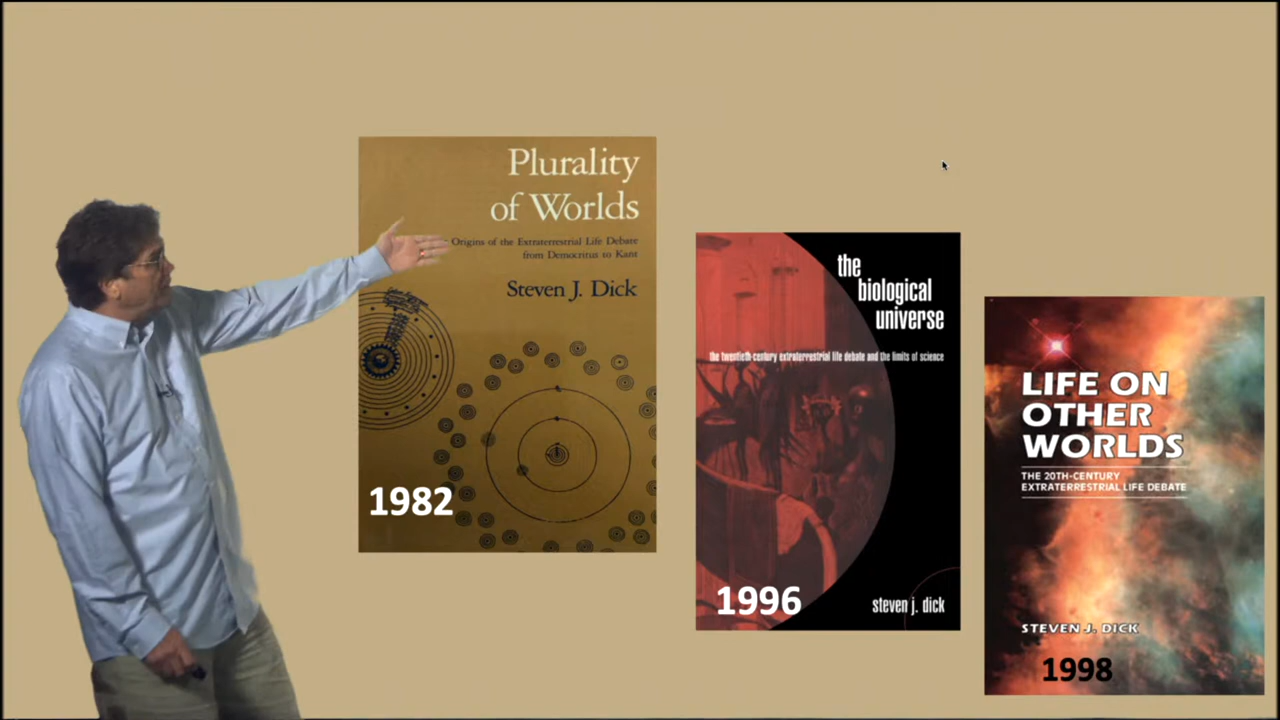 Plurality
of Worlds
Origins of the Extraterrestrial Life Debate
from Democritus to Kant
Steven J. Dick
1982
the
biological
universe
the twentieth-century extraterrestrial life debate and the limits of science
1996
steven j. dick
LIFE ON
OTHER
WORLDS
THE 20TH-CENTURY
EXTRATERRESTRIAL LIFE DEBATE
STEVEN J. DICK
1998